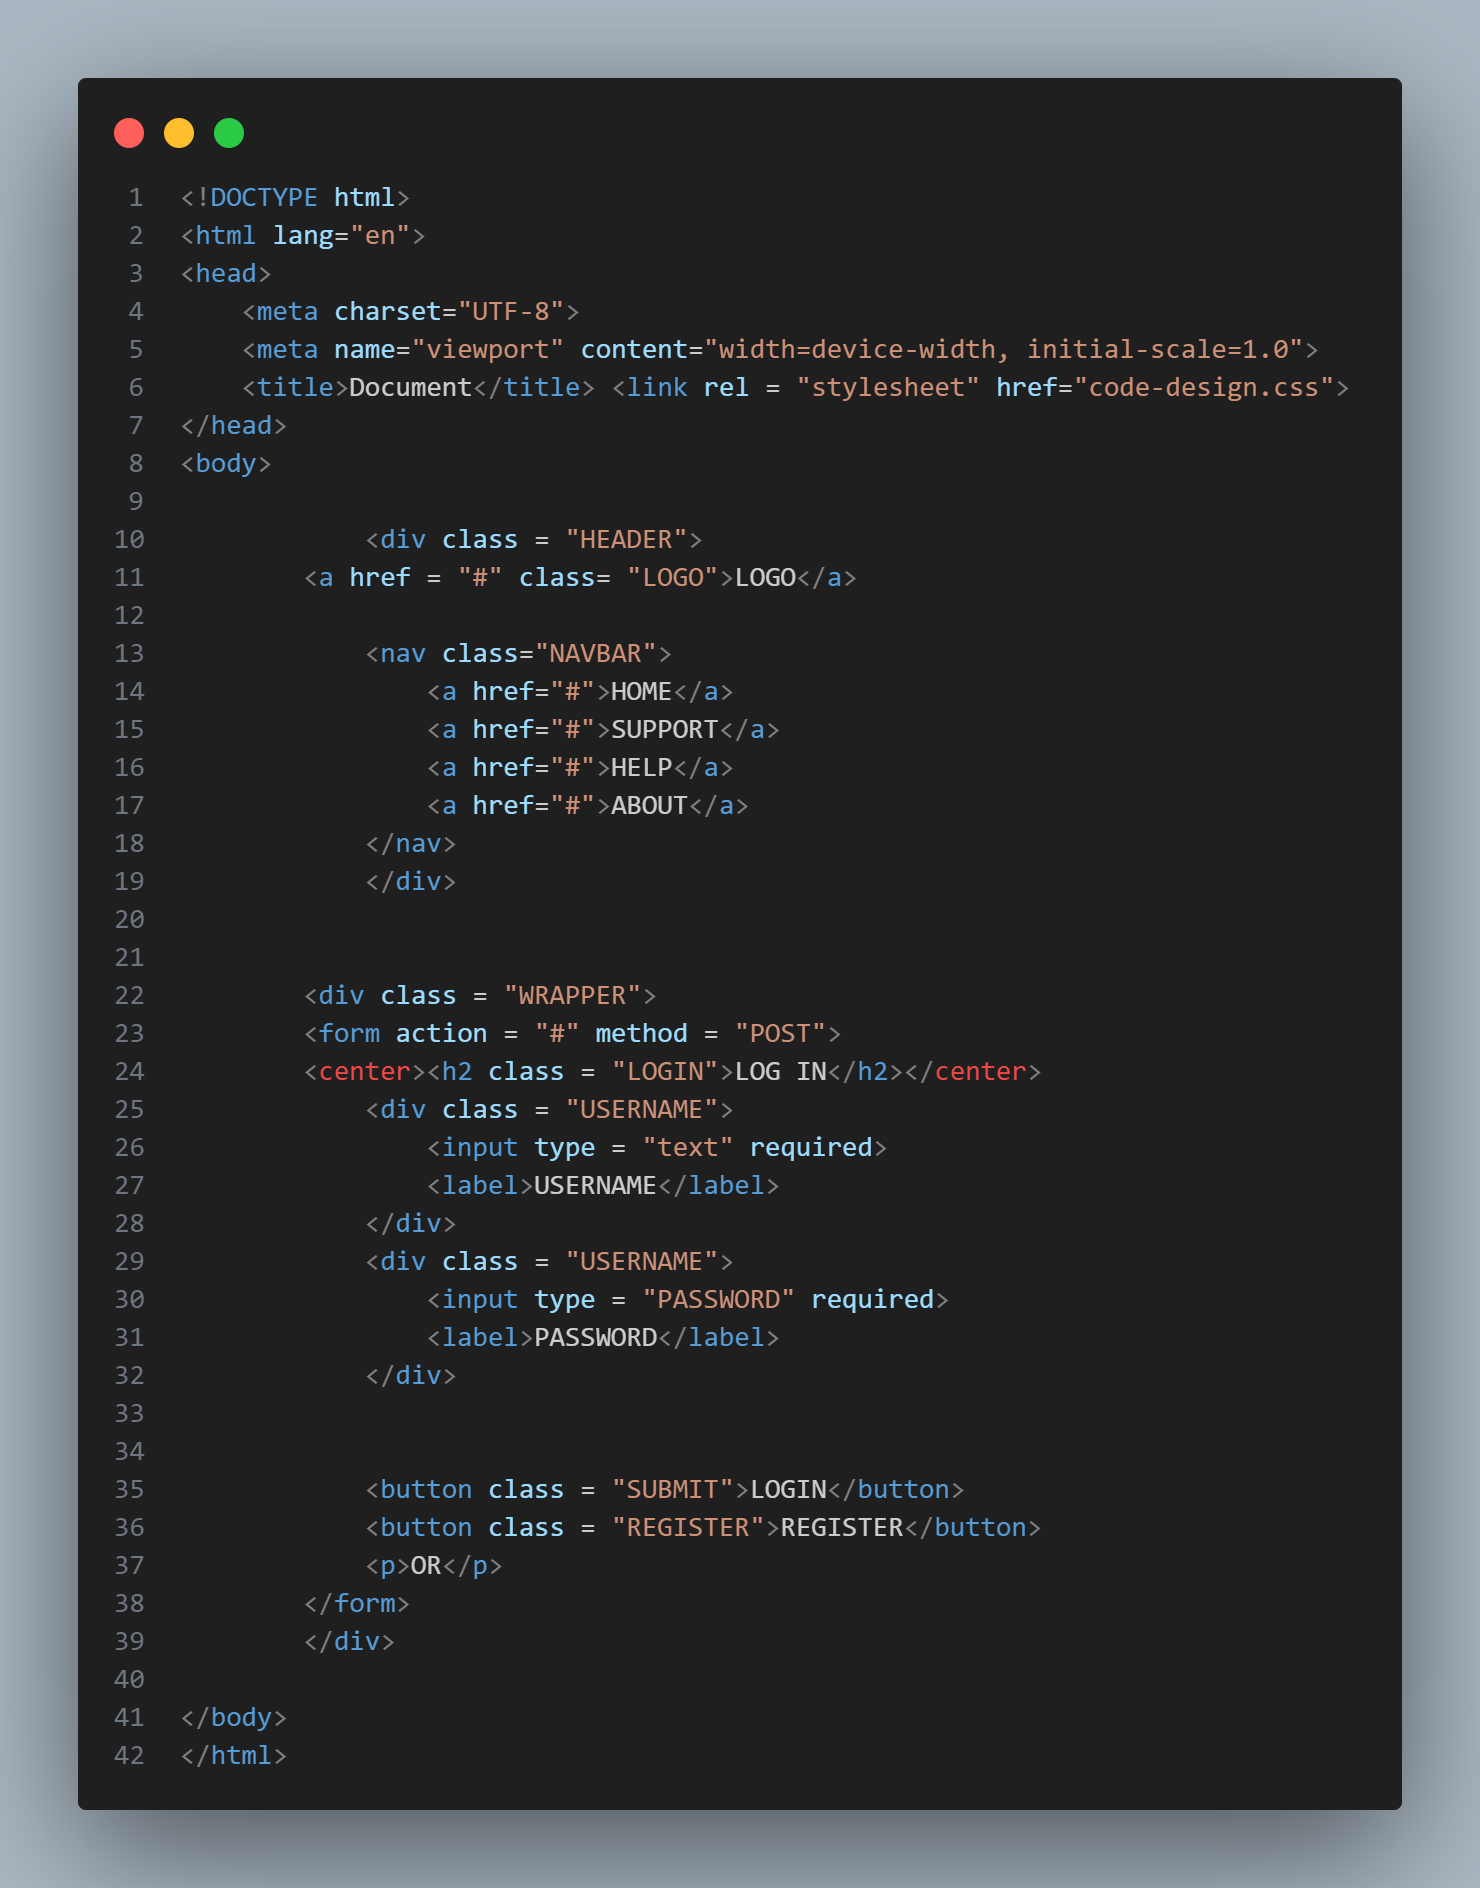 1 <!DOCTYPE html>
2 <html lang="en">
3 <head>
4     <meta charset="UTF-8">
5     <meta name="viewport" content="width=device-width, initial-scale=1.0">
6     <title>Document</title> <link rel = "stylesheet" href="code-design.css">
7 </head>
8 <body>
9
10             <div class = "HEADER">
11         <a href = "#" class= "LOGO">LOGO</a>
12
13             <nav class="NAVBAR">
14                 <a href="#">HOME</a>
15                 <a href="#">SUPPORT</a>
16                 <a href="#">HELP</a>
17                 <a href="#">ABOUT</a>
18             </nav>
19             </div>
20
21
22         <div class = "WRAPPER">
23         <form action = "#" method = "POST">
24         <center><h2 class = "LOGIN">LOG IN</h2></center>
25             <div class = "USERNAME">
26                 <input type = "text" required>
27                 <label>USERNAME</label>
28             </div>
29             <div class = "USERNAME">
30                 <input type = "PASSWORD" required>
31                 <label>PASSWORD</label>
32             </div>
33
34
35             <button class = "SUBMIT">LOGIN</button>
36             <button class = "REGISTER">REGISTER</button>
37             <p>OR</p>
38         </form>
39         </div>
40
41 </body>
42 </html>